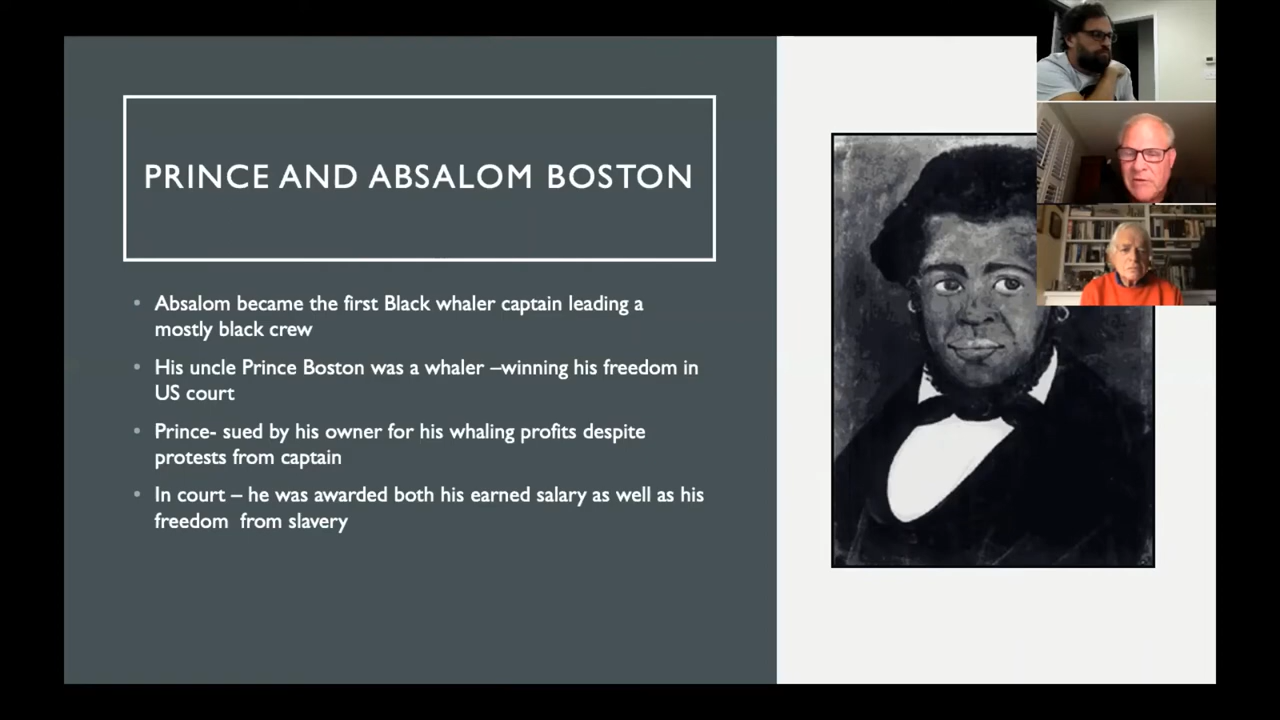 PRINCE AND ABSALOM BOSTON
• Absalom became the first Black whaler captain leading a
mostly black crew
• His uncle Prince Boston was a whaler –winning his freedom in
US court
• Prince- sued by his owner for his whaling profits despite
protests from captain
• In court – he was awarded both his earned salary as well as his
freedom  from slavery